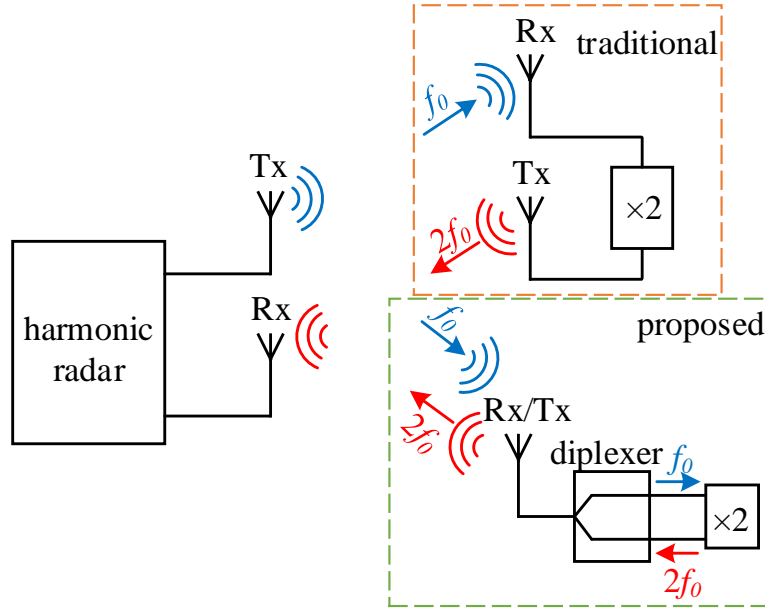 Tx
Rx
harmonic
radar
Rx
traditional
f0
Tx
×2
2f0
proposed
f0
2f0
Rx/Tx
diplexer
f0
×2
2f0